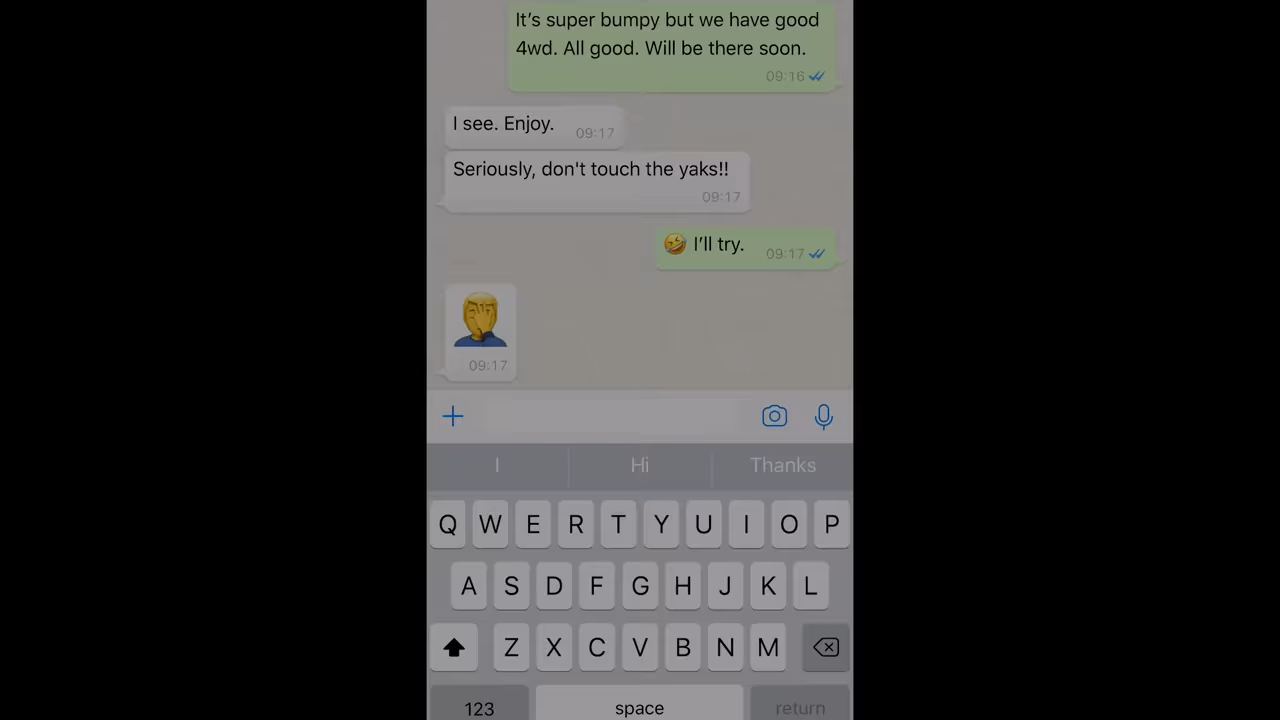 It’s super bumpy but we have good
4wd. All good. Will be there soon.
09:16
I see. Enjoy. 09:17
Seriously, don't touch the yaks!!
09:17
🤣 I’ll try. 09:17
🤦‍♂️
09:17
I Hi Thanks
Q W E R T Y U I O P
A S D F G H J K L
Z X C V B N M
123 space return